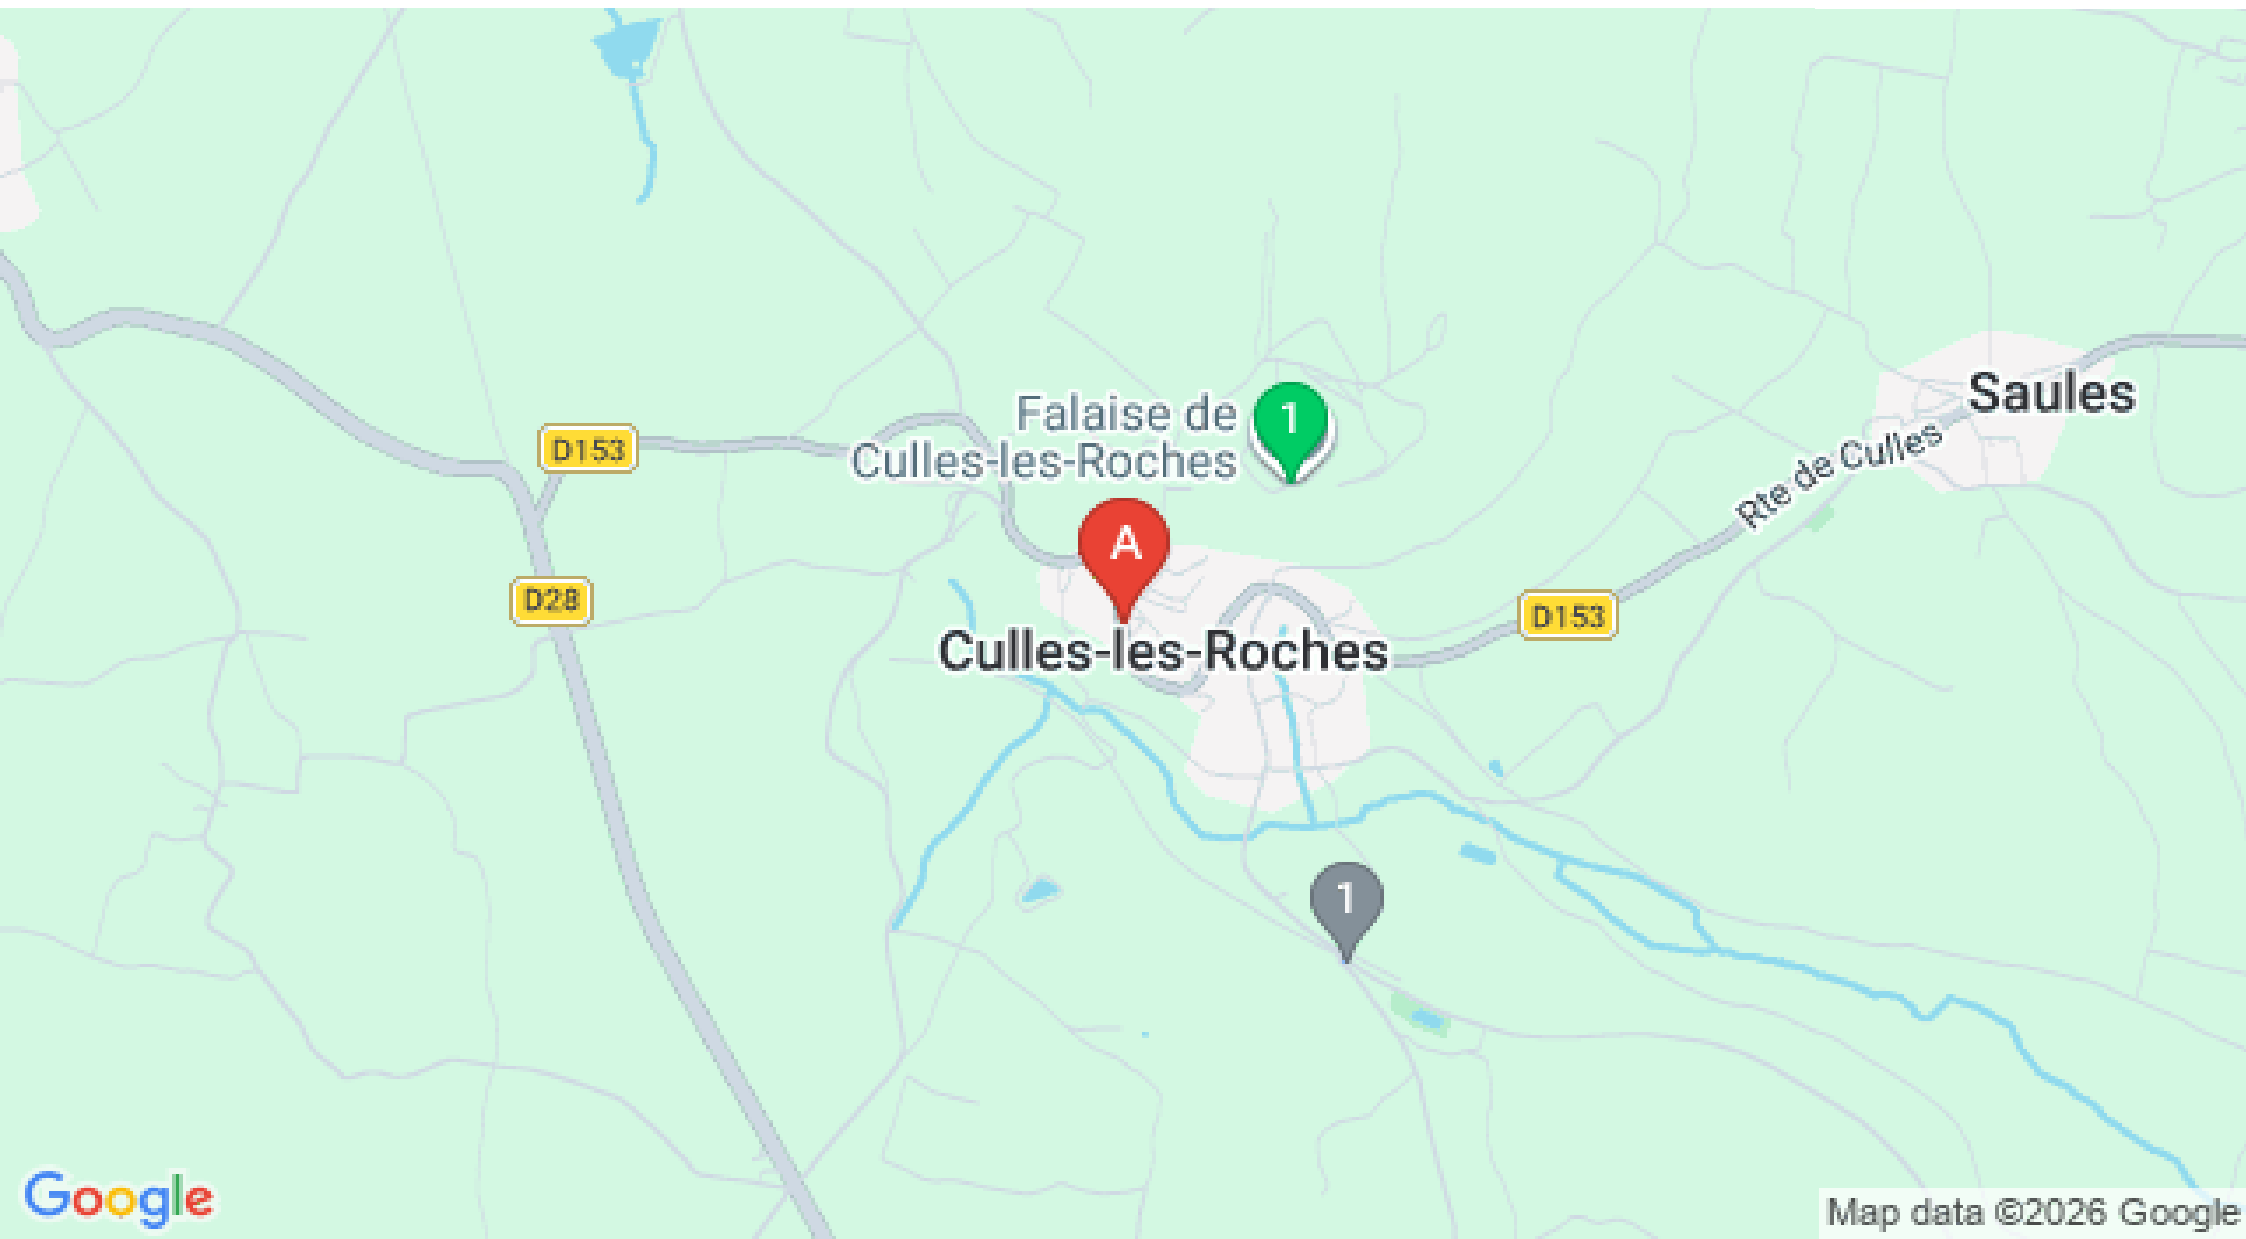 Falaise de
Culles-les-Roches
1
Saules
Rte de Culles
D153
A
D28
D153
Culles-les-Roches
1
Google
Map data ©2026 Google